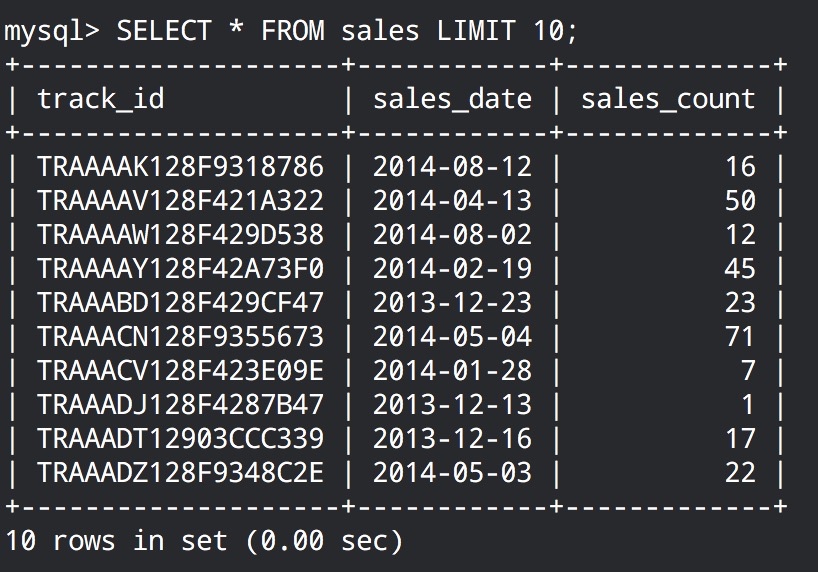 mysql> SELECT * FROM sales LIMIT 10;
+--------------------+------------+-------------+
| track_id           | sales_date | sales_count |
+--------------------+------------+-------------+
| TRAAAAK128F9318786 | 2014-08-12 |          16 |
| TRAAAAV128F421A322 | 2014-04-13 |          50 |
| TRAAAAW128F429D538 | 2014-08-02 |          12 |
| TRAAAAY128F42A73F0 | 2014-02-19 |          45 |
| TRAAABD128F429CF47 | 2013-12-23 |          23 |
| TRAAACN128F9355673 | 2014-05-04 |          71 |
| TRAAACV128F423E09E | 2014-01-28 |           7 |
| TRAAADJ128F4287B47 | 2013-12-13 |           1 |
| TRAAADT12903CCC339 | 2013-12-16 |          17 |
| TRAAADZ128F9348C2E | 2014-05-03 |          22 |
+--------------------+------------+-------------+
10 rows in set (0.00 sec)